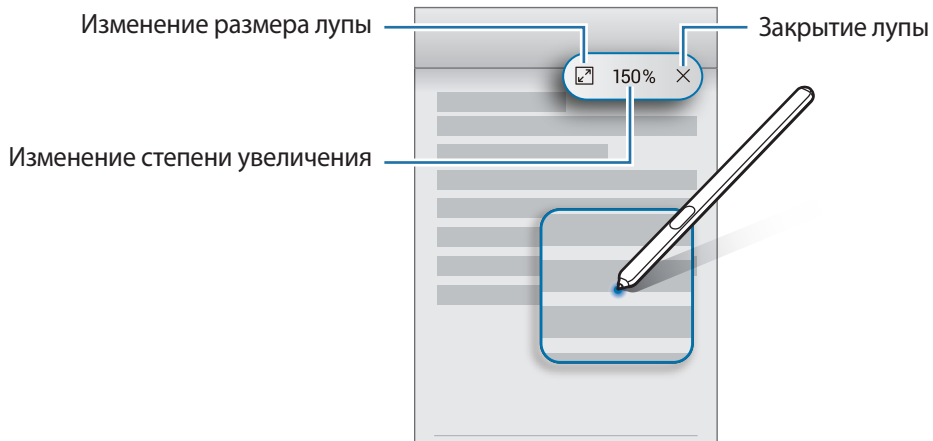 Изменение размера лупы
Закрытие лупы
150%
Изменение степени увеличения